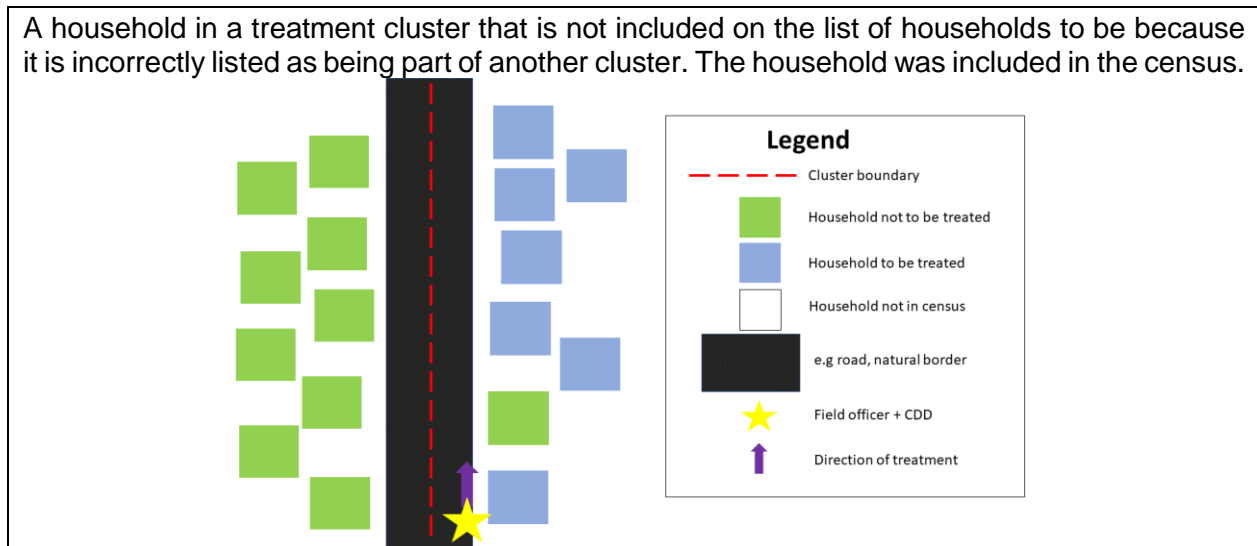 A household in a treatment cluster that is not included on the list of households to be because
it is incorrectly listed as being part of another cluster. The household was included in the census.
Legend
Cluster boundary
Household not to be treated
Household to be treated
Household not in census
e.g road, natural border
Field officer + CDD
Direction of treatment